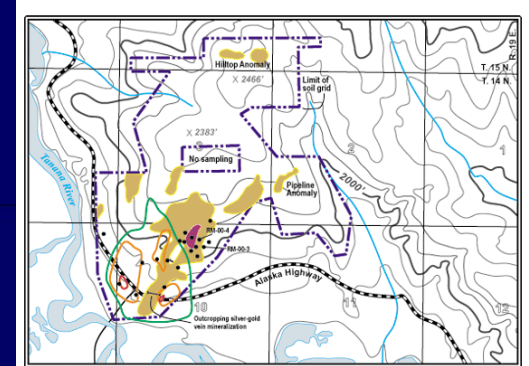 R. 19 E.
T. 15 N
T. 14 N
Hilltop Anomaly
X 2466'
Limit of
soil grid
X 2383'
No sampling
2000'
1
Tanana River
Pipeline
Anomaly
RM-00-4
RM-00-3
Alaska Highway
10
11
12
Outcropping silver-gold
vein mineralization